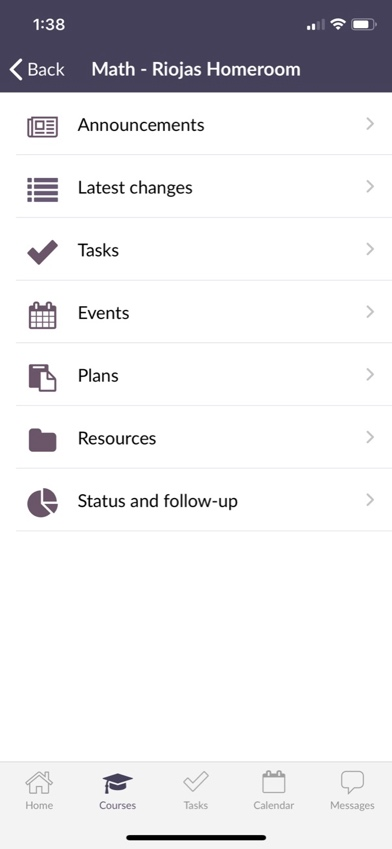 1:38
Back Math - Riojas Homeroom
Announcements
Latest changes
Tasks
Events
Plans
Resources
Status and follow-up
Home Courses Tasks Calendar Messages